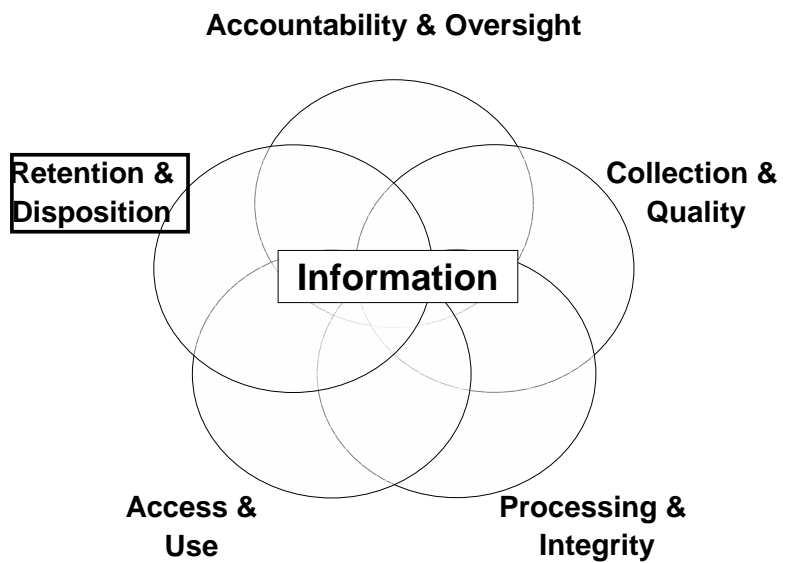 Accountability & Oversight
Retention &
Disposition
Collection &
Quality
Information
Access &
Use
Processing &
Integrity